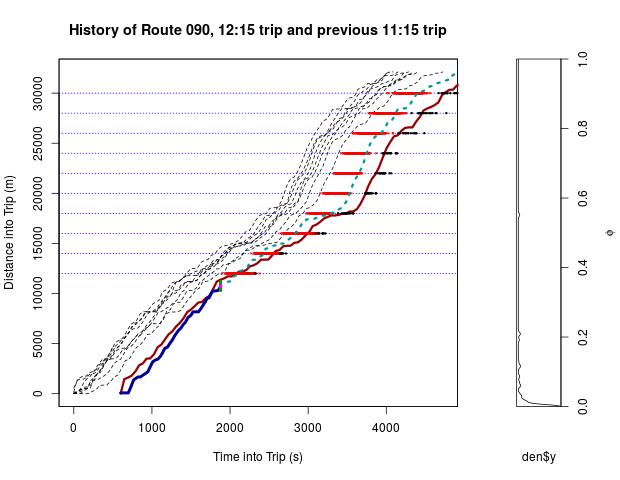 History of Route 090, 12:15 trip and previous 11:15 trip
Distance Into Trip (m)
30000
25000
20000
15000
10000
5000
0
0 1000 2000 3000 4000
Time into Trip (s)
1.0
0.8
0.6
0.4
0.2
0.0
ϕ
den$y